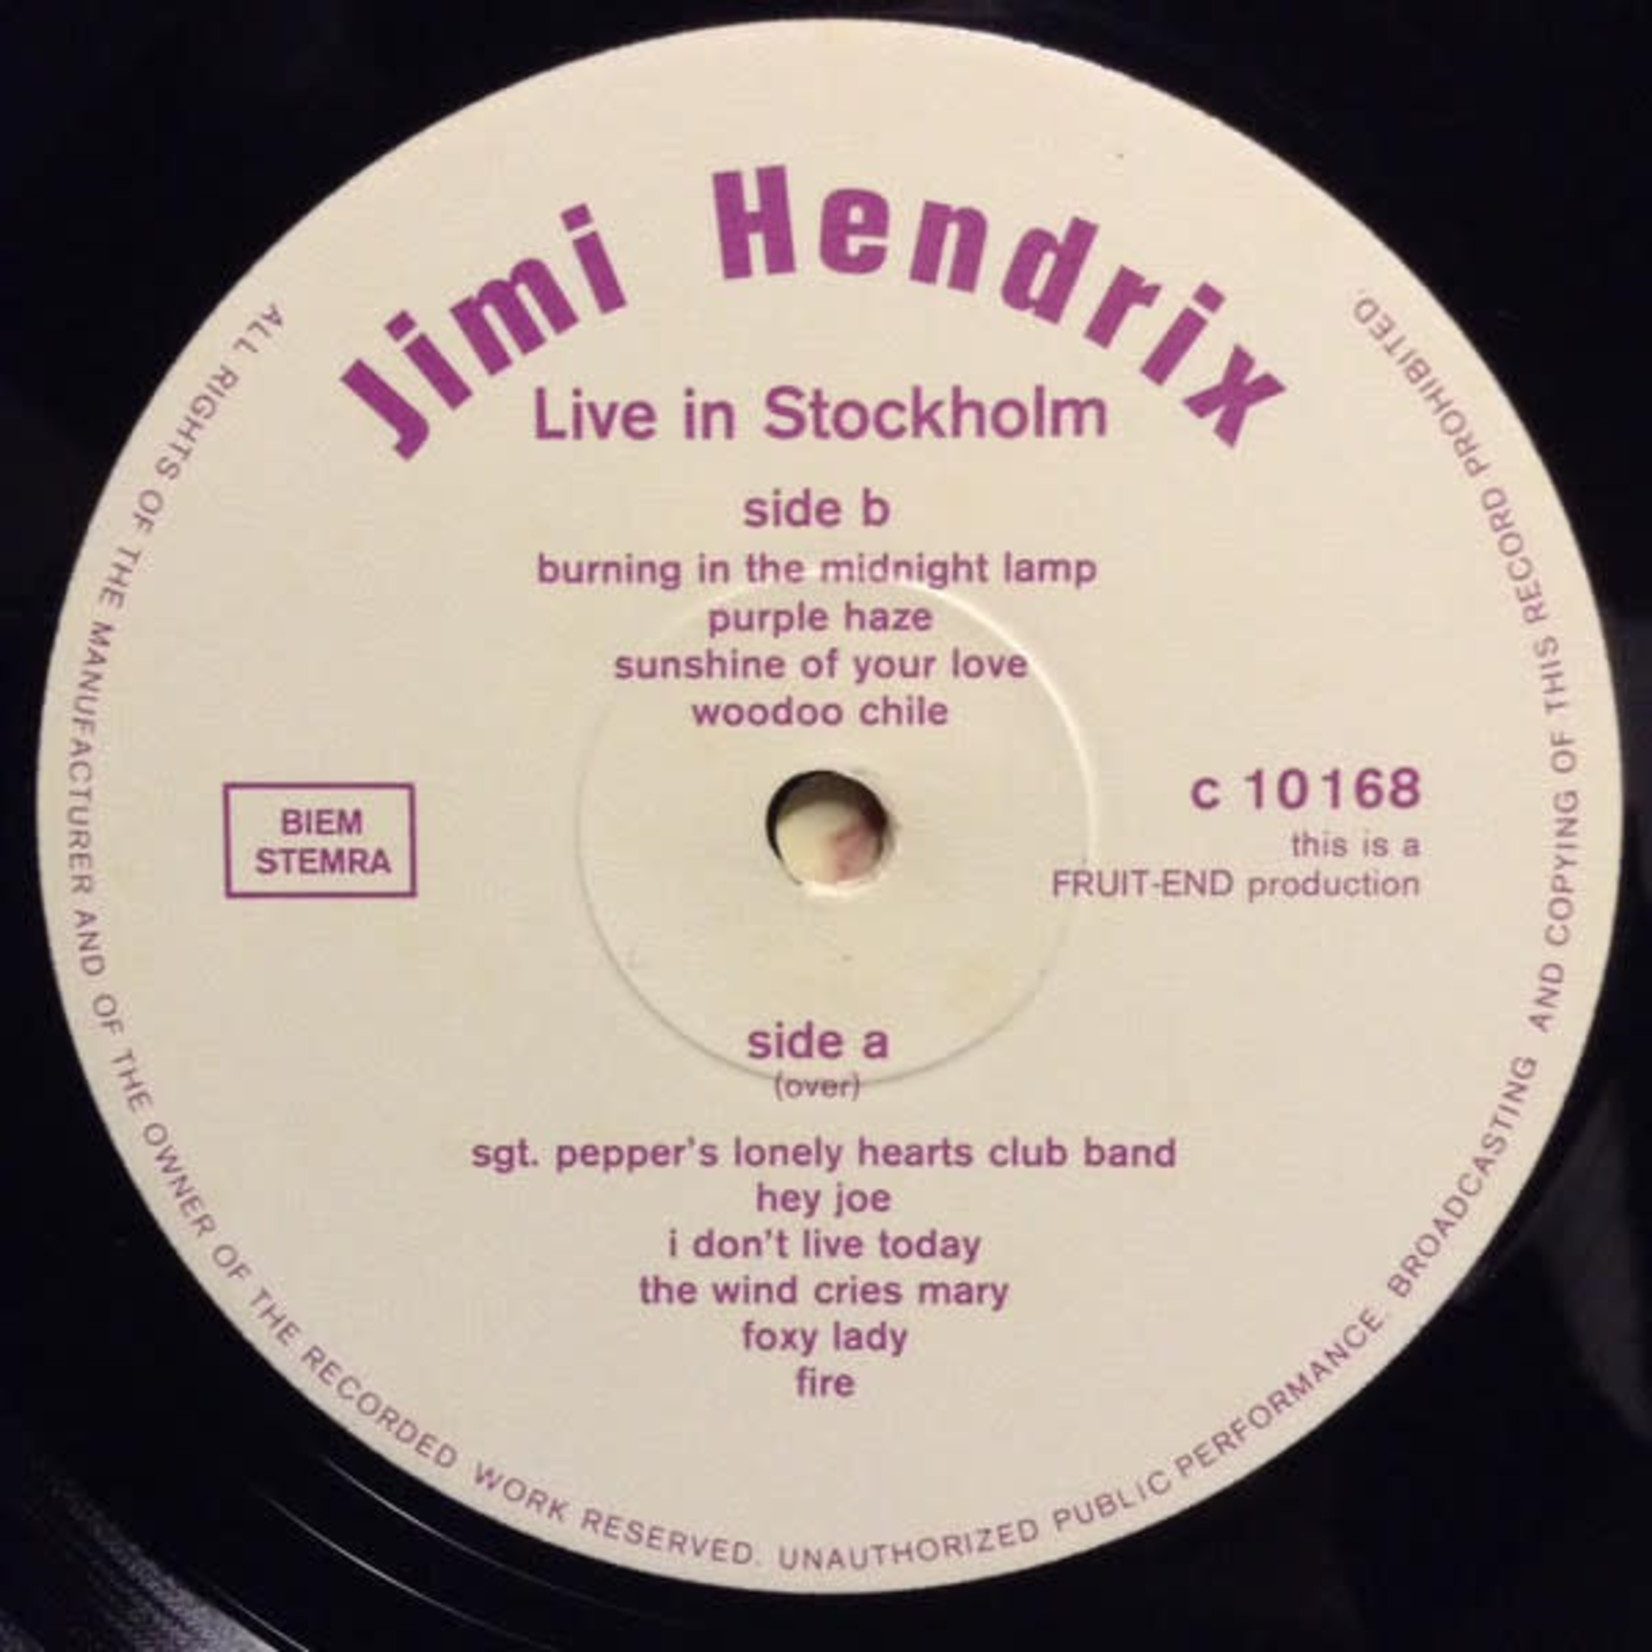 Jimi Hendrix
Live in Stockholm
side b
burning in the midnight lamp
purple haze
sunshine of your love
woodoo chile
BIEM
STEMRA
c 10168
this is a
FRUIT-END production
side a
(over)
sgt. pepper's lonely hearts club band
hey joe
i don't live today
the wind cries mary
foxy lady
fire
ALL RIGHTS OF THE MANUFACTURER AND OF THE OWNER OF THE RECORDED WORK RESERVED. UNAUTHORIZED PUBLIC PERFORMANCE. BROADCASTING AND COPYING OF THIS RECORD PROHIBITED.